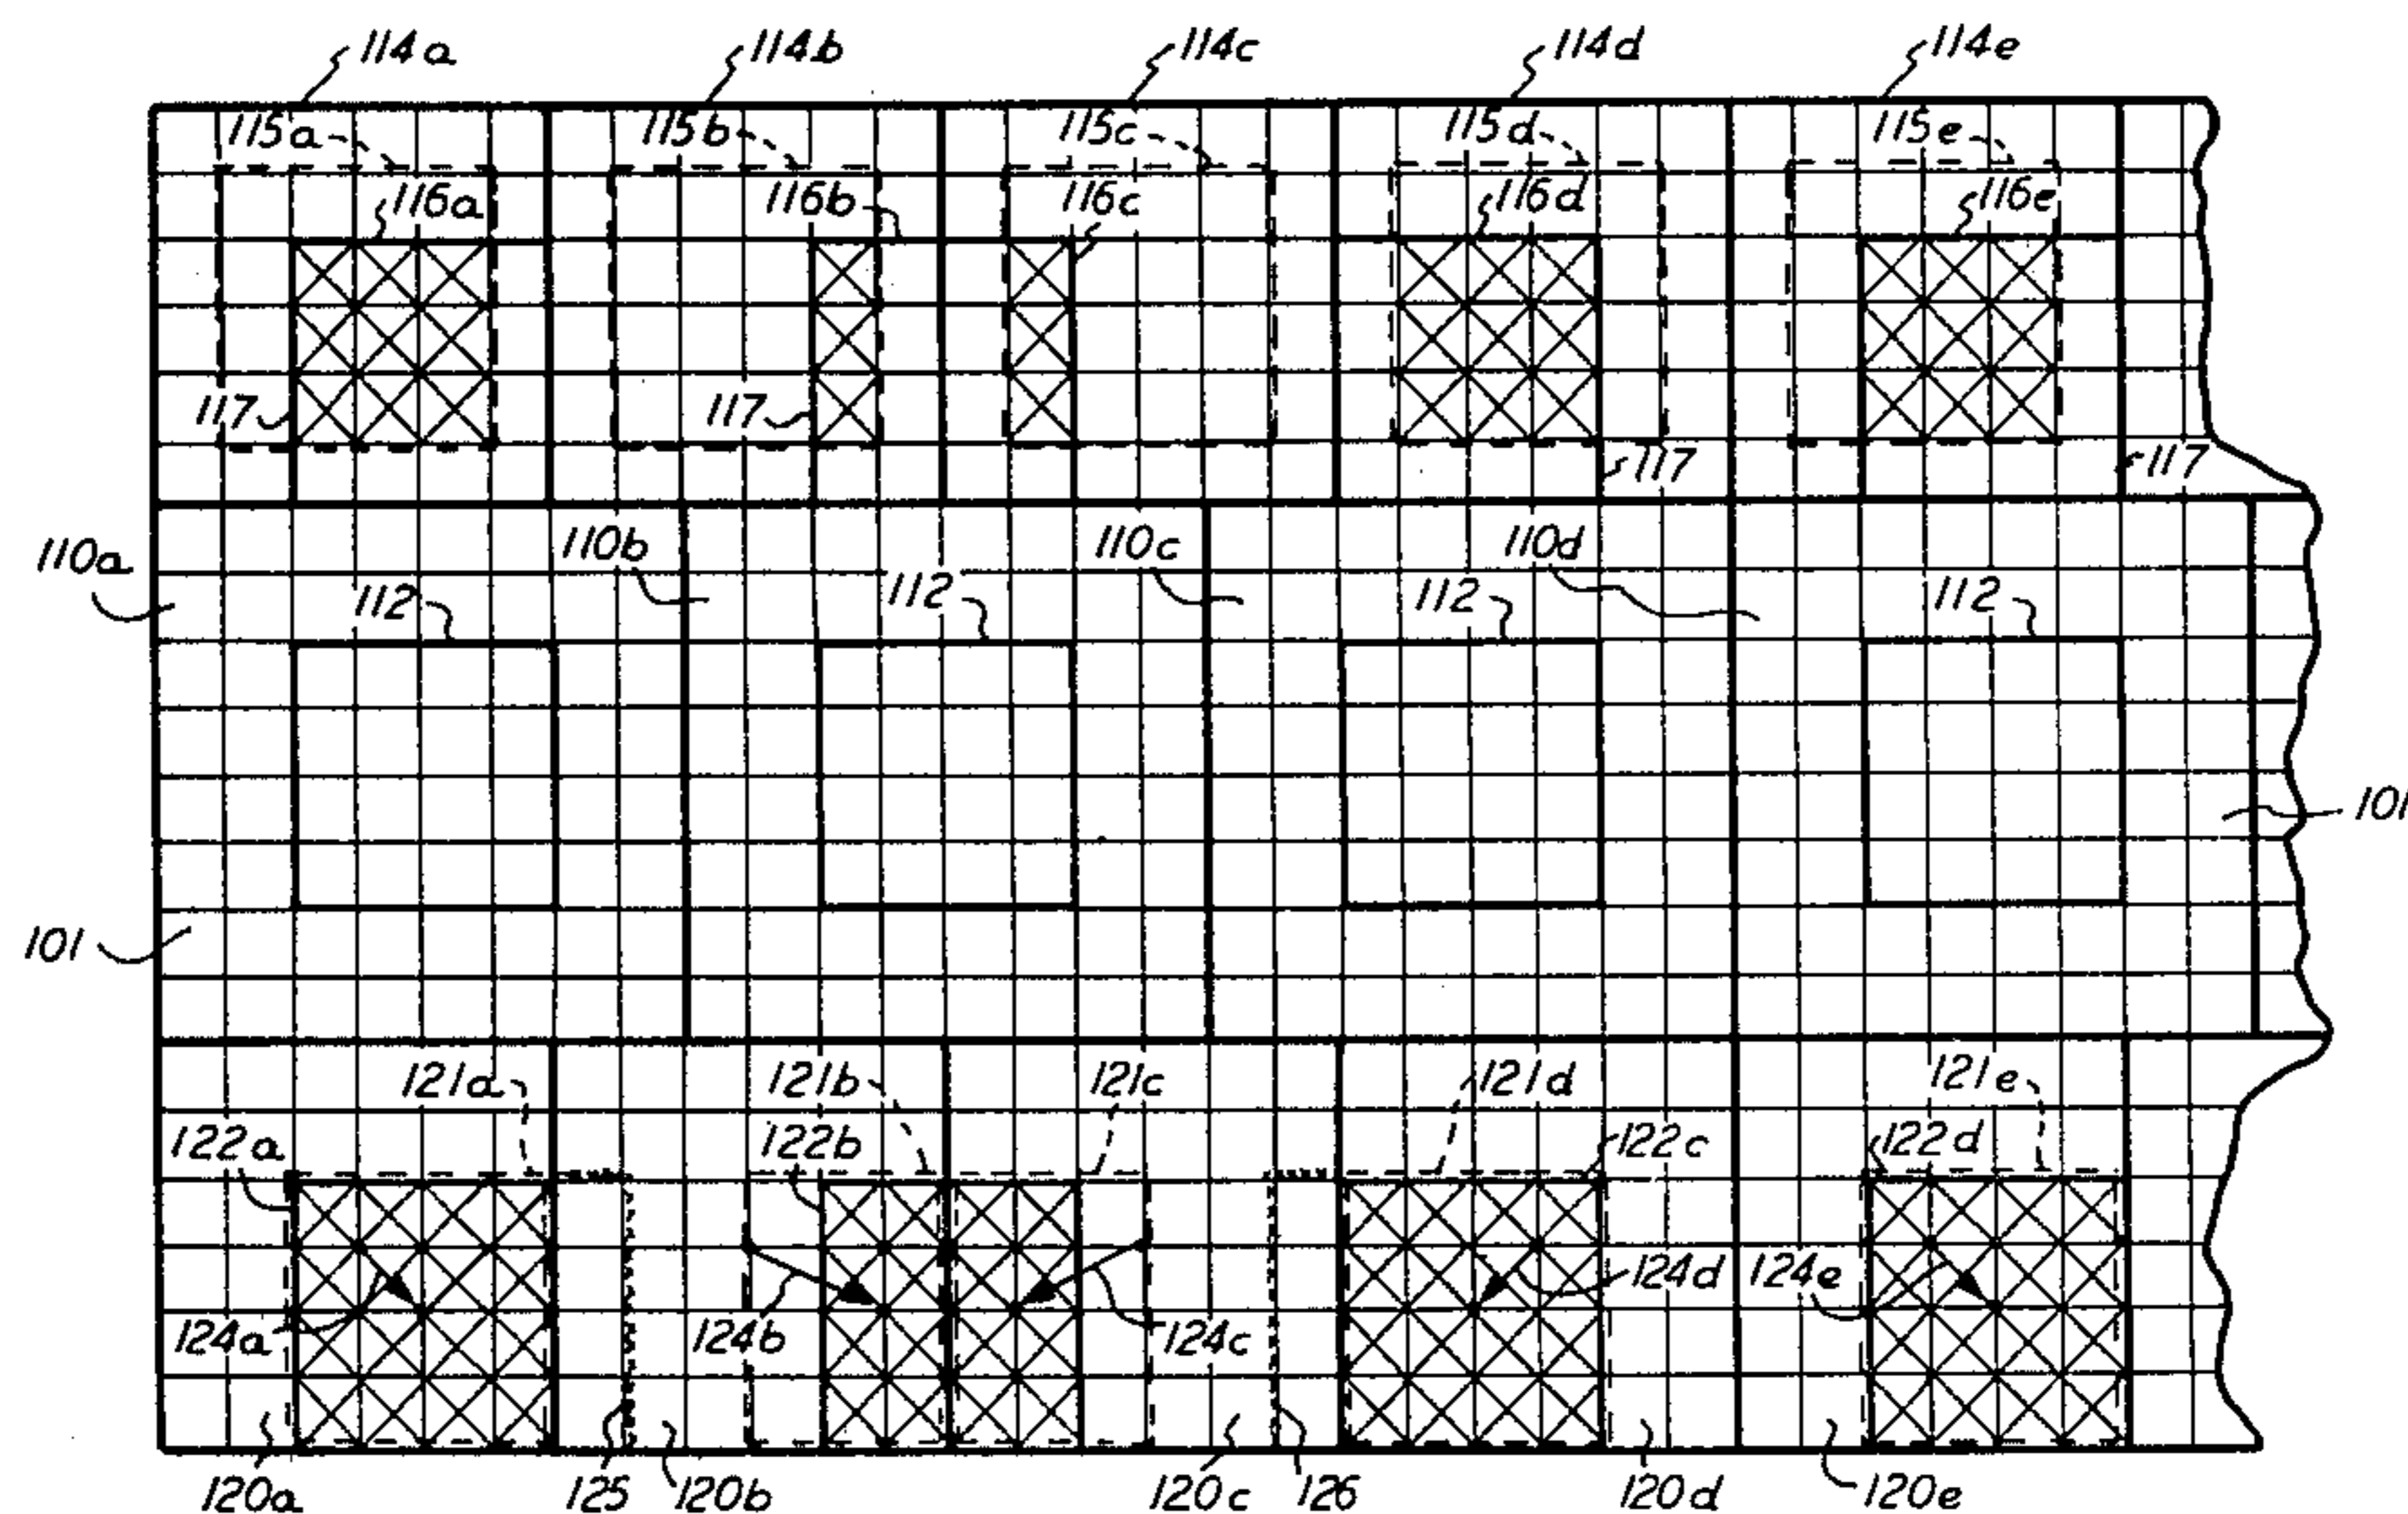 114a 114b 114c 114d 114e
115a 115b 115c 115d 115e
116a 116b 116c 116d 116e
117 117 117 117
110a 110b 110c 110d
112 112 112 112
101
101
121a 121b 121c 121d 121e
122a 122b 122c 122d
124a 124b 124c 124d 124e
120a 125 120b 120c 126 120d 120e